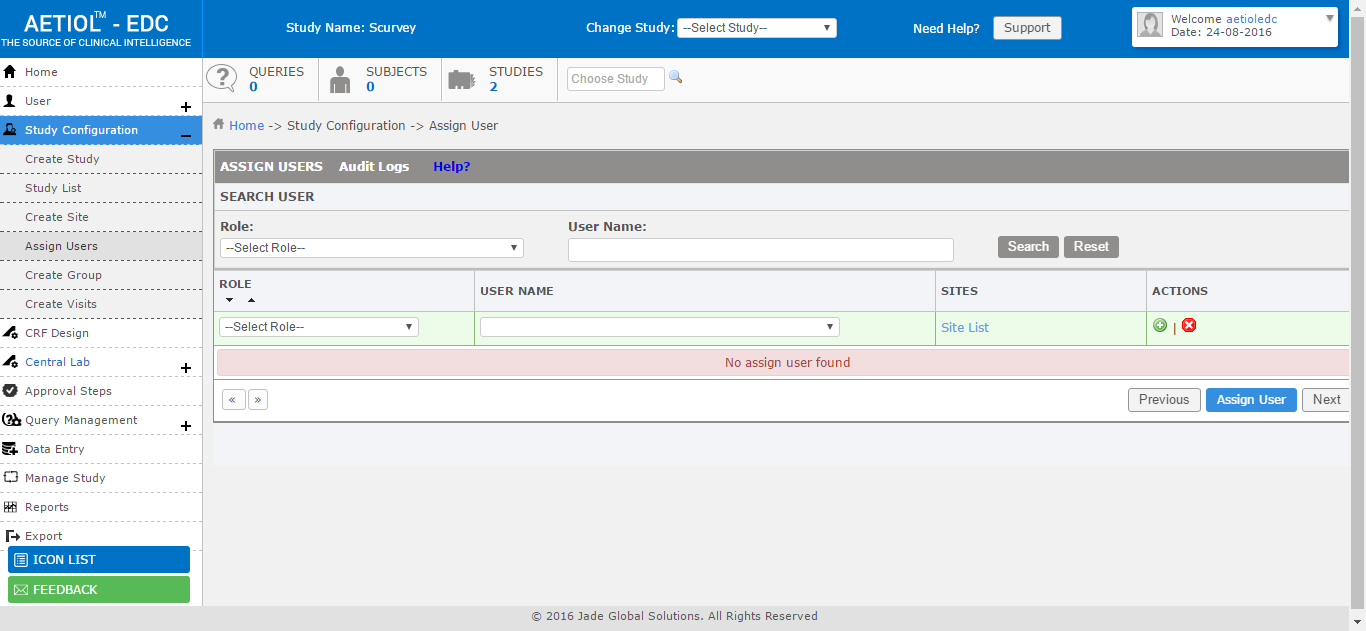 AETIOL™ - EDC
THE SOURCE OF CLINICAL INTELLIGENCE
Study Name: Scurvey
Change Study: --Select Study--
Need Help? Support
Welcome aetioledc
Date: 24-08-2016
Home
User
Study Configuration
Create Study
Study List
Create Site
Assign Users
Create Group
Create Visits
CRF Design
Central Lab
Approval Steps
Query Management
Data Entry
Manage Study
Reports
Export
ICON LIST
FEEDBACK
QUERIES
0
SUBJECTS
0
STUDIES
2
Choose Study
Home -> Study Configuration -> Assign User
ASSIGN USERS Audit Logs Help?
SEARCH USER
Role: User Name:
--Select Role-- Search Reset
ROLE USER NAME SITES ACTIONS
--Select Role-- Site List |
No assign user found
« » Previous Assign User Next
© 2016 Jade Global Solutions. All Rights Reserved